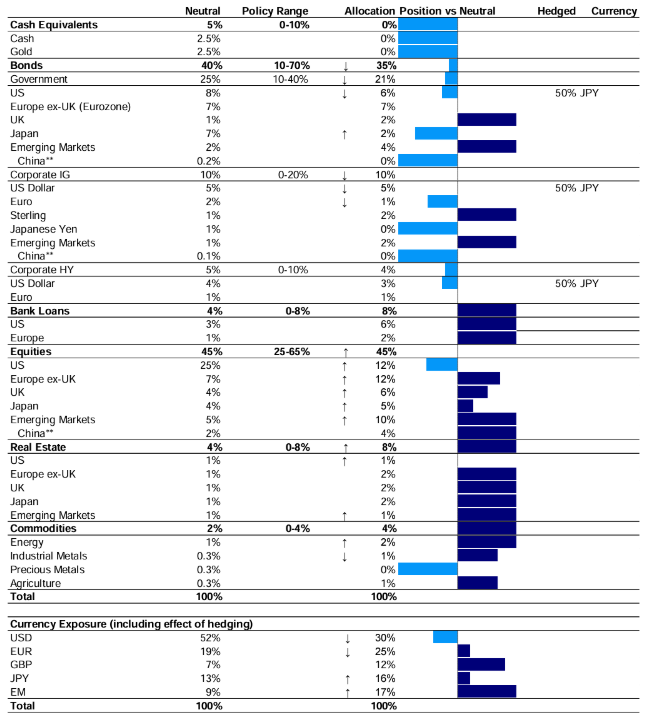 Neutral Policy Range Allocation Position vs Neutral Hedged Currency
Cash Equivalents 5% 0-10% 0%
Cash 2.5% 0%
Gold 2.5% 0%
Bonds 40% 10-70% ↓ 35%
Government 25% 10-40% ↓ 21%
US 8% ↓ 6% 50% JPY
Europe ex-UK (Eurozone) 7% 7%
UK 1% 2%
Japan 7% ↑ 2%
Emerging Markets 2% 4%
China** 0.2% 0%
Corporate IG 10% 0-20% ↓ 10%
US Dollar 5% ↓ 5% 50% JPY
Euro 2% ↓ 1%
Sterling 1% 2%
Japanese Yen 1% 0%
Emerging Markets 1% 2%
China** 0.1% 0%
Corporate HY 5% 0-10% 4%
US Dollar 4% 3% 50% JPY
Euro 1% 1%
Bank Loans 4% 0-8% 8%
US 3% 6%
Europe 1% 2%
Equities 45% 25-65% ↑ 45%
US 25% ↑ 12%
Europe ex-UK 7% ↑ 12%
UK 4% ↑ 6%
Japan 4% ↑ 5%
Emerging Markets 5% ↑ 10%
China** 2% 4%
Real Estate 4% 0-8% ↑ 8%
US 1% ↑ 1%
Europe ex-UK 1% 2%
UK 1% 2%
Japan 1% 2%
Emerging Markets 1% ↑ 1%
Commodities 2% 0-4% 4%
Energy 1% ↑ 2%
Industrial Metals 0.3% ↓ 1%
Precious Metals 0.3% 0%
Agriculture 0.3% 1%
Total 100% 100%
Currency Exposure (including effect of hedging)
USD 52% ↓ 30%
EUR 19% ↓ 25%
GBP 7% 12%
JPY 13% ↑ 16%
EM 9% ↑ 17%
Total 100% 100%